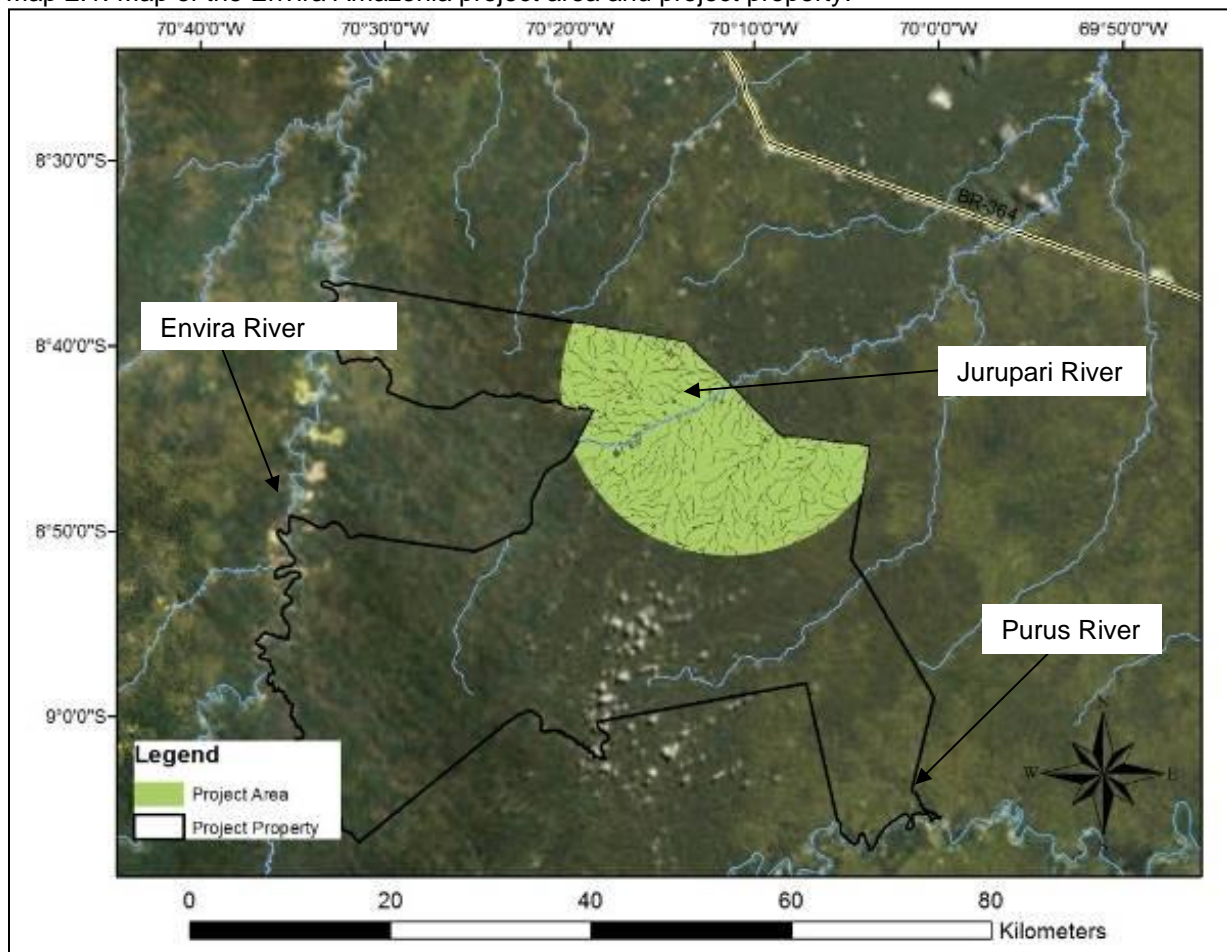 Map 2.1: Map of the Envira Amazonia project area and project property.
70°40'0"W 70°30'0"W 70°20'0"W 70°10'0"W 70°0'0"W 69°50'0"W
8°30'0"S
BR-364
Envira River
8°40'0"S
Jurupari River
8°50'0"S
Purus River
9°0'0"S
N
W E
Legend
Project Area
Project Property
0 20 40 60 80
Kilometers